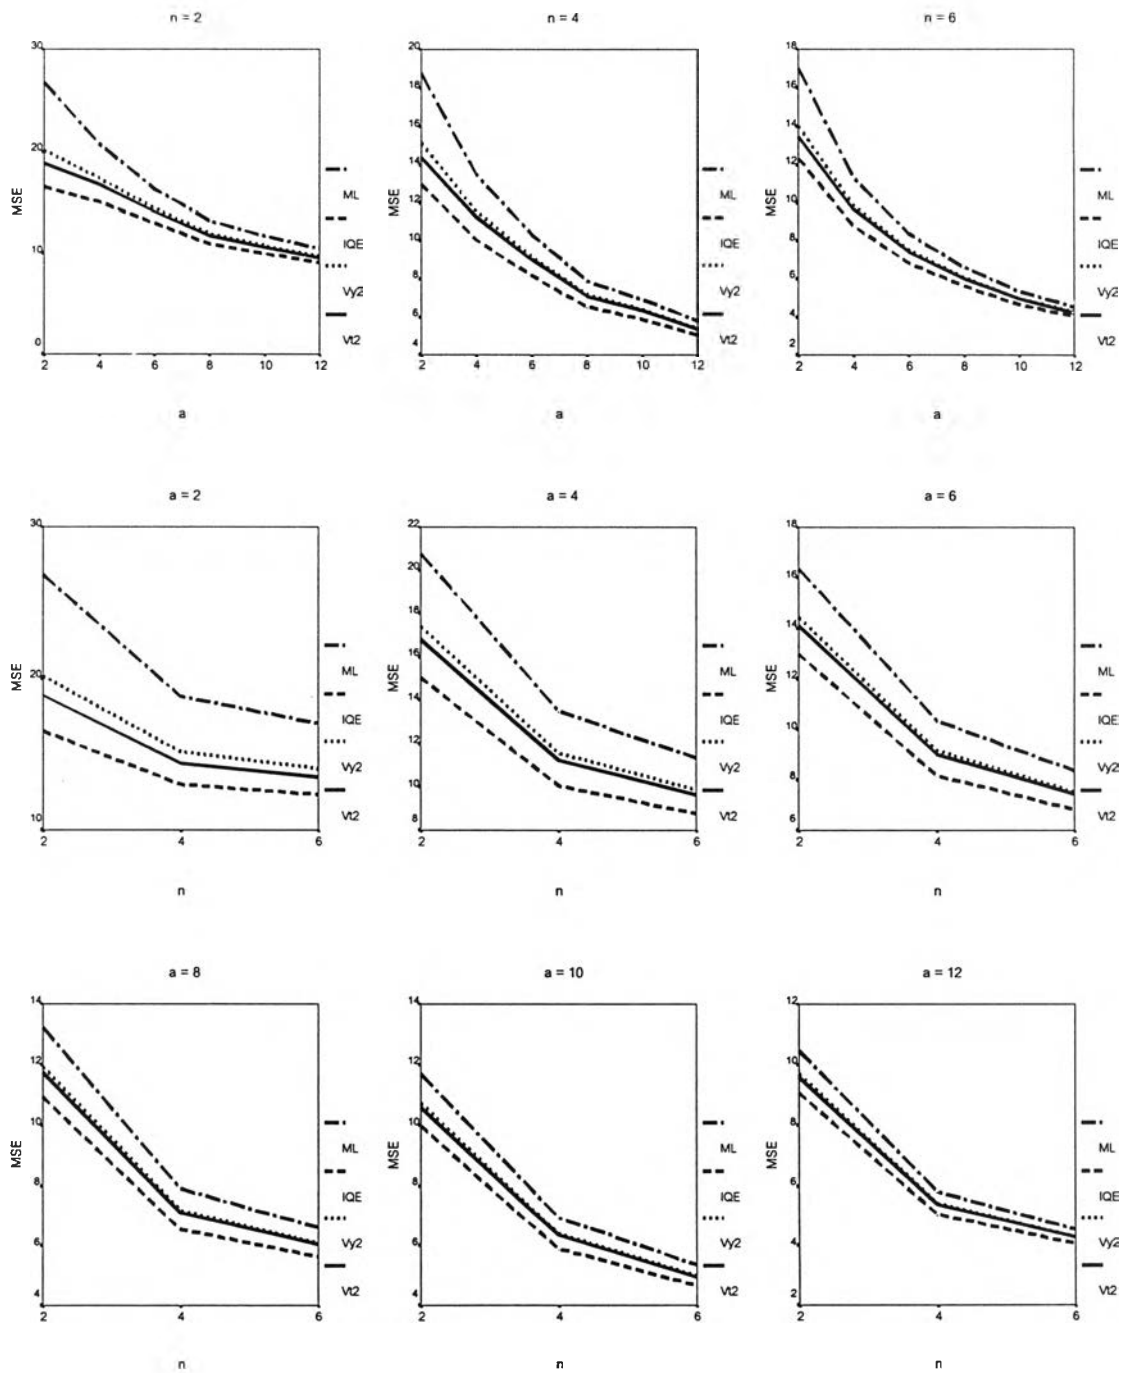 n = 2
30
20
10
0
MSE
2 4 6 8 10 12
a
ML
IQE
Vy2
Vt2
n = 4
20
18
16
14
12
10
8
6
4
MSE
2 4 6 8 10 12
a
ML
IQE
Vy2
Vt2
n = 6
18
16
14
12
10
8
6
4
2
MSE
2 4 6 8 10 12
a
ML
IQE
Vy2
Vt2
a = 2
30
20
10
MSE
2 4 6
n
ML
IQE
Vy2
Vt2
a = 4
22
20
18
16
14
12
10
8
MSE
2 4 6
n
ML
IQE
Vy2
Vt2
a = 6
18
16
14
12
10
8
6
MSE
2 4 6
n
ML
IQE
Vy2
Vt2
a = 8
14
12
10
8
6
4
MSE
2 4 6
n
ML
IQE
Vy2
Vt2
a = 10
14
12
10
8
6
4
MSE
2 4 6
n
ML
IQE
Vy2
Vt2
a = 12
12
10
8
6
4
2
MSE
2 4 6
n
ML
IQE
Vy2
Vt2